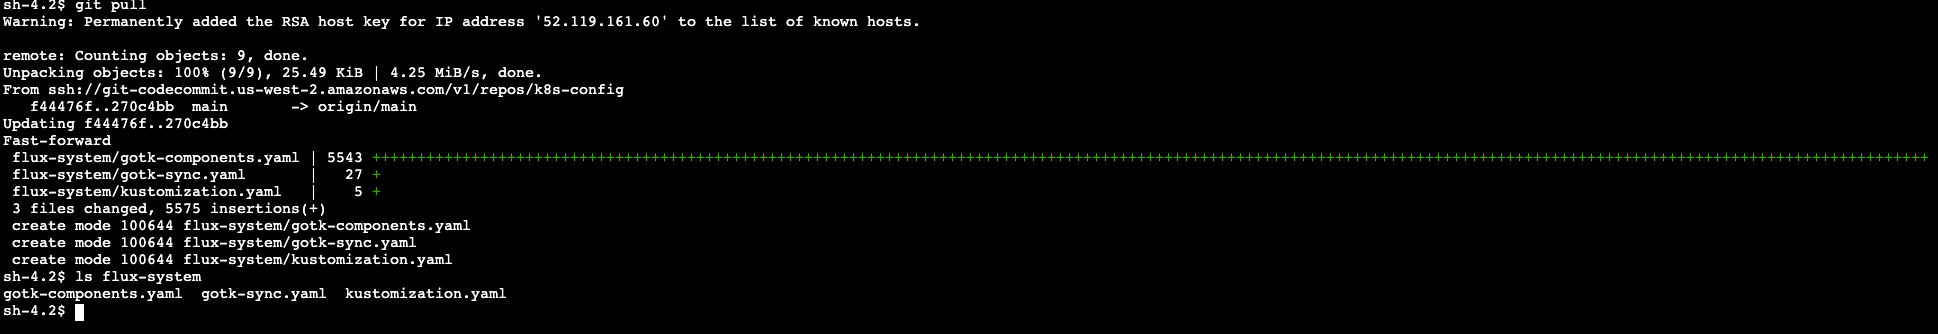 sh-4.2$ git pull
Warning: Permanently added the RSA host key for IP address '52.119.161.60' to the list of known hosts.
remote: Counting objects: 9, done.
Unpacking objects: 100% (9/9), 25.49 KiB | 4.25 MiB/s, done.
From ssh://git-codecommit.us-west-2.amazonaws.com/v1/repos/k8s-config
   f44476f..270c4bb  main       -> origin/main
Updating f44476f..270c4bb
Fast-forward
 flux-system/gotk-components.yaml | 5543 +++++++++++++++++++++++++++++++++++++++++++++++++++++++++++++++++++++++++++++++++++++++++++++++++++++++++++++++++++++++++++++++++++++++++++++++++++++++++++++++++++++++++++++
 flux-system/gotk-sync.yaml       |   27 +
 flux-system/kustomization.yaml   |    5 +
 3 files changed, 5575 insertions(+)
 create mode 100644 flux-system/gotk-components.yaml
 create mode 100644 flux-system/gotk-sync.yaml
 create mode 100644 flux-system/kustomization.yaml
sh-4.2$ ls flux-system
gotk-components.yaml  gotk-sync.yaml  kustomization.yaml
sh-4.2$